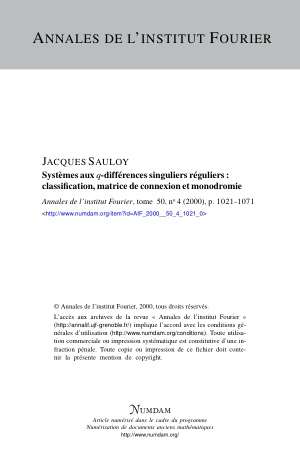 ANNALES DE L'INSTITUT FOURIER
JACQUES SAULOY
Systèmes aux q-différences singuliers réguliers :
classification, matrice de connexion et monodromie
Annales de l'institut Fourier, tome 50, nº 4 (2000), p. 1021-1071
<http://www.numdam.org/item?id=AIF_2000__50_4_1021_0>
© Annales de l'institut Fourier, 2000, tous droits réservés.
L'accès aux archives de la revue « Annales de l'institut Fourier »
(http://annalif.ujf-grenoble.fr/) implique l'accord avec les conditions gé-
nérales d'utilisation (http://www.numdam.org/conditions). Toute utilisa-
tion commerciale ou impression systématique est constitutive d'une in-
fraction pénale. Toute copie ou impression de ce fichier doit conte-
nir la présente mention de copyright.
NUMDAM
Article numérisé dans le cadre du programme
Numérisation de documents anciens mathématiques
http://www.numdam.org/